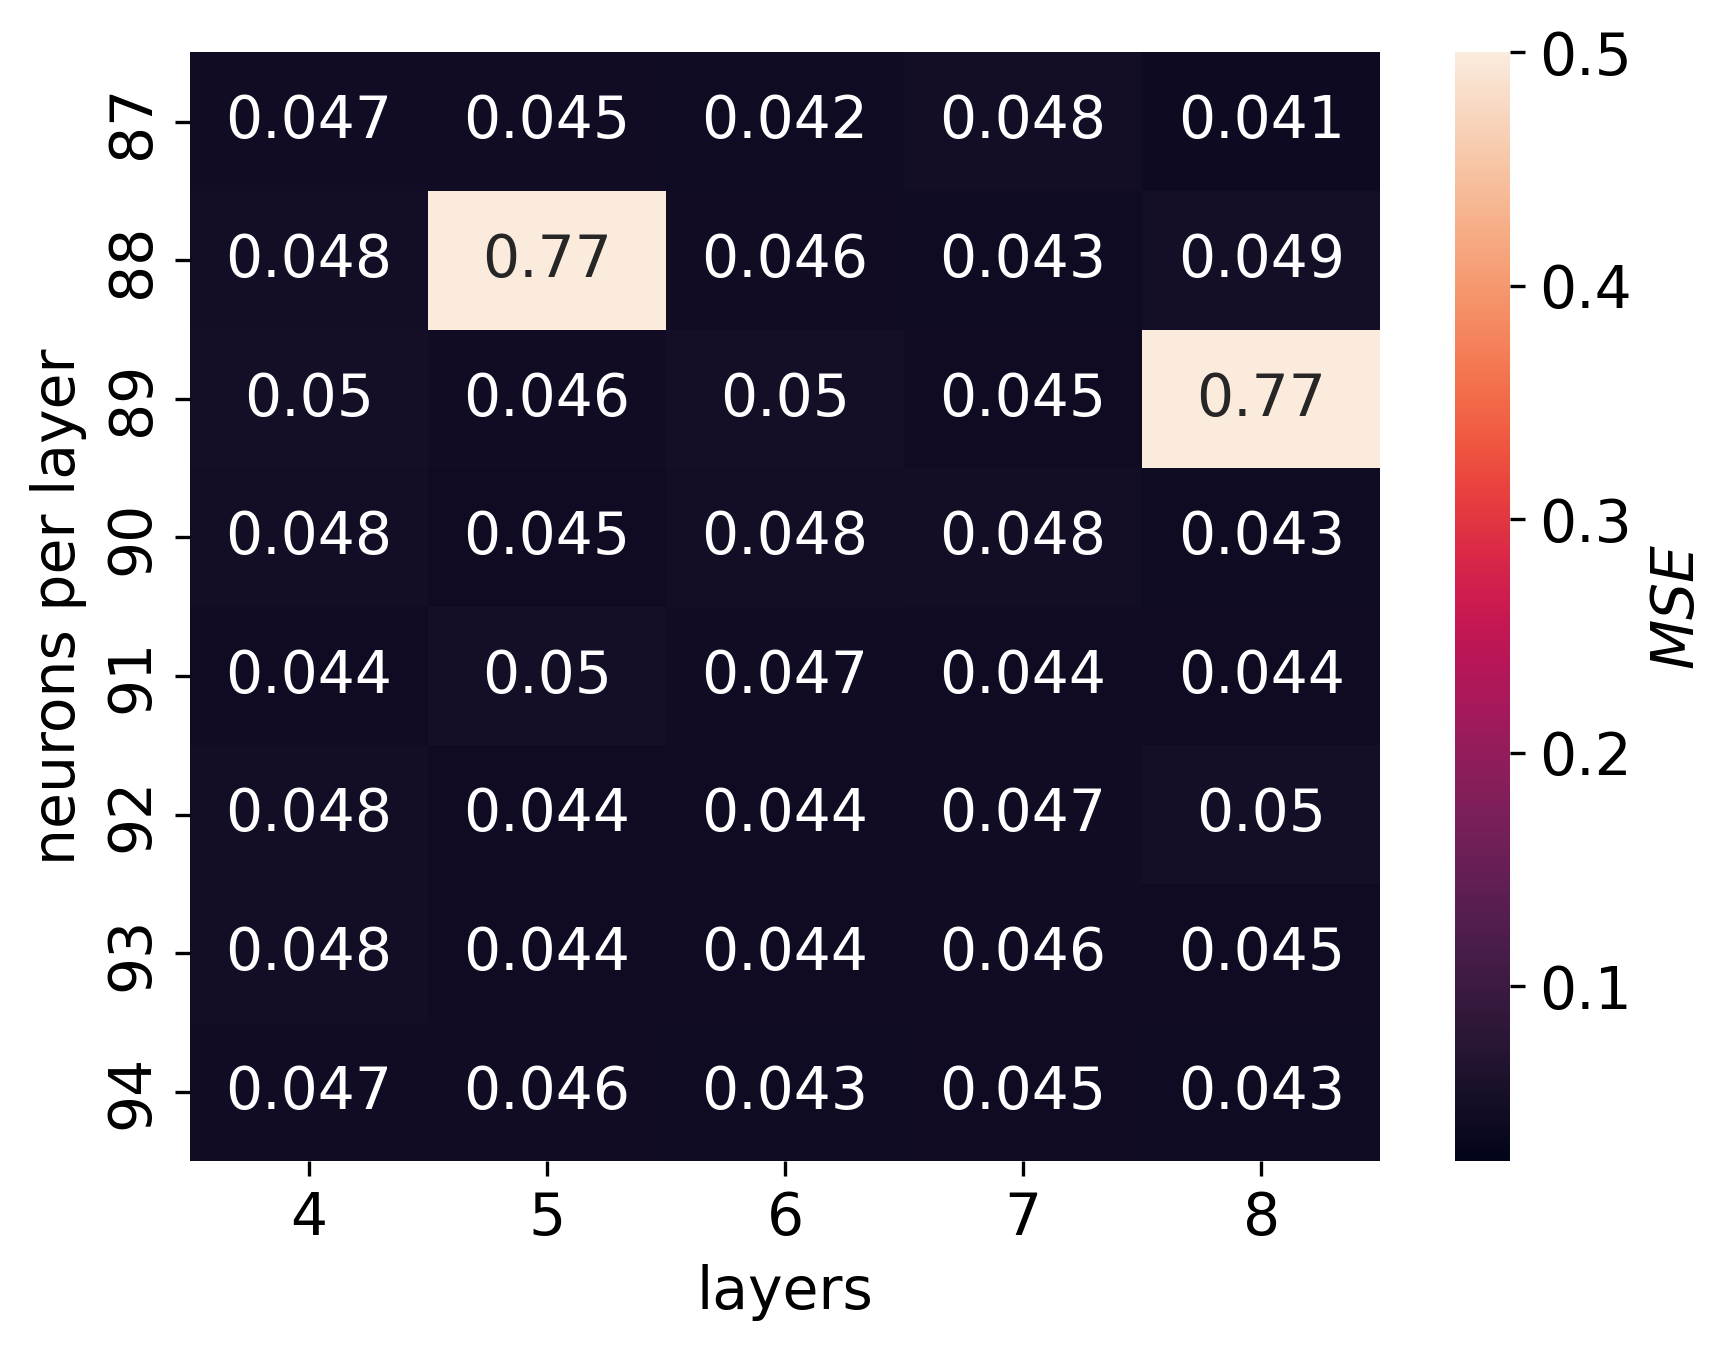 87 0.047 0.045 0.042 0.048 0.041
88 0.048 0.77 0.046 0.043 0.049
89 0.05 0.046 0.05 0.045 0.77
90 0.048 0.045 0.048 0.048 0.043
91 0.044 0.05 0.047 0.044 0.044
92 0.048 0.044 0.044 0.047 0.05
93 0.048 0.044 0.044 0.046 0.045
94 0.047 0.046 0.043 0.045 0.043
4 5 6 7 8
layers
neurons per layer
0.5
0.4
0.3
0.2
0.1
MSE